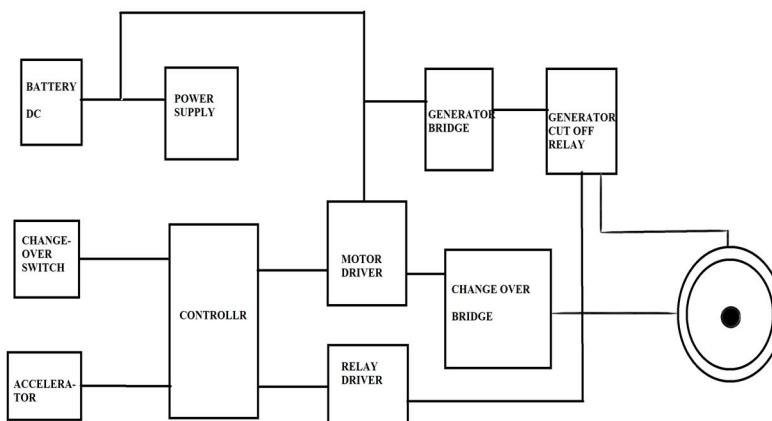 BATTERY
DC
POWER
SUPPLY
GENERATOR
BRIDGE
GENERATOR
CUT OFF
RELAY
CHANGE-
OVER
SWITCH
CONTROLLR
MOTOR
DRIVER
CHANGE OVER
BRIDGE
ACCELERA-
TOR
RELAY
DRIVER